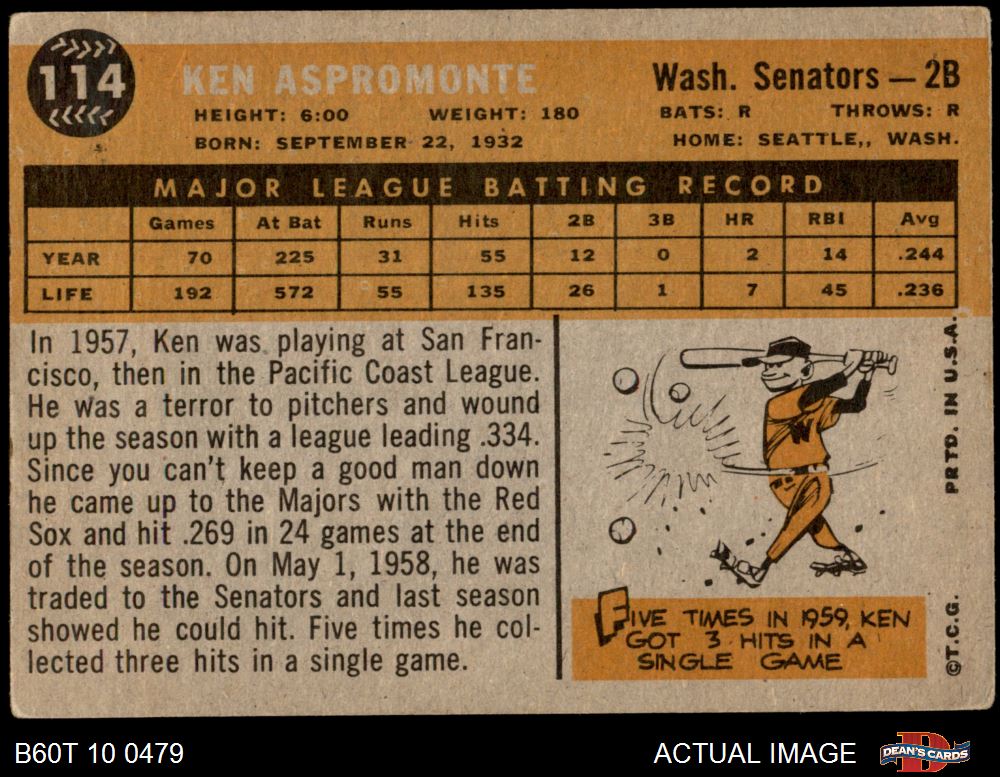 114
KEN ASPROMONTE
Wash. Senators — 2B
HEIGHT: 6:00 WEIGHT: 180 BATS: R THROWS: R
BORN: SEPTEMBER 22, 1932 HOME: SEATTLE,, WASH.
MAJOR LEAGUE BATTING RECORD
Games At Bat Runs Hits 2B 3B HR RBI Avg
YEAR 70 225 31 55 12 0 2 14 .244
LIFE 192 572 55 135 26 1 7 45 .236
In 1957, Ken was playing at San Fran-
cisco, then in the Pacific Coast League.
He was a terror to pitchers and wound
up the season with a league leading .334.
Since you can't keep a good man down
he came up to the Majors with the Red
Sox and hit .269 in 24 games at the end
of the season. On May 1, 1958, he was
traded to the Senators and last season
showed he could hit. Five times he col-
lected three hits in a single game.
W
FIVE TIMES IN 1959, KEN
GOT 3 HITS IN A
SINGLE GAME
©T.C.G. PRTD. IN U.S.A.
B60T 10 0479
ACTUAL IMAGE
DEAN'S CARDS